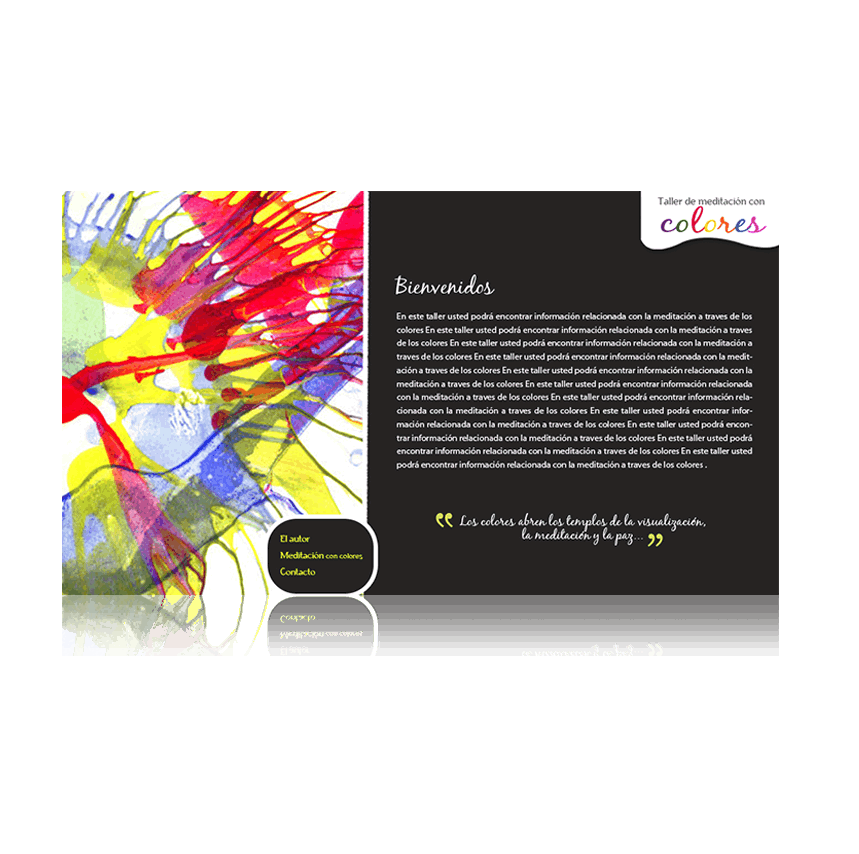 Taller de meditación con
colores
Bienvenidos
En este taller usted podrá encontrar información relacionada con la meditación a traves de los
colores En este taller usted podrá encontrar información relacionada con la meditación a traves
de los colores En este taller usted podrá encontrar información relacionada con la meditación a
traves de los colores En este taller usted podrá encontrar información relacionada con la medit-
ación a traves de los colores En este taller usted podrá encontrar información relacionada con la
meditación a traves de los colores En este taller usted podrá encontrar información relacionada
con la meditación a traves de los colores En este taller usted podrá encontrar información rela-
cionada con la meditación a traves de los colores En este taller usted podrá encontrar infor-
mación relacionada con la meditación a traves de los colores En este taller usted podrá encon-
trar información relacionada con la meditación a traves de los colores En este taller usted podrá
encontrar información relacionada con la meditación a traves de los colores En este taller usted
podrá encontrar información relacionada con la meditación a traves de los colores .
“ Los colores abren los templos de la visualización,
la meditación y la paz... ”
El autor
Meditación con colores
Contacto